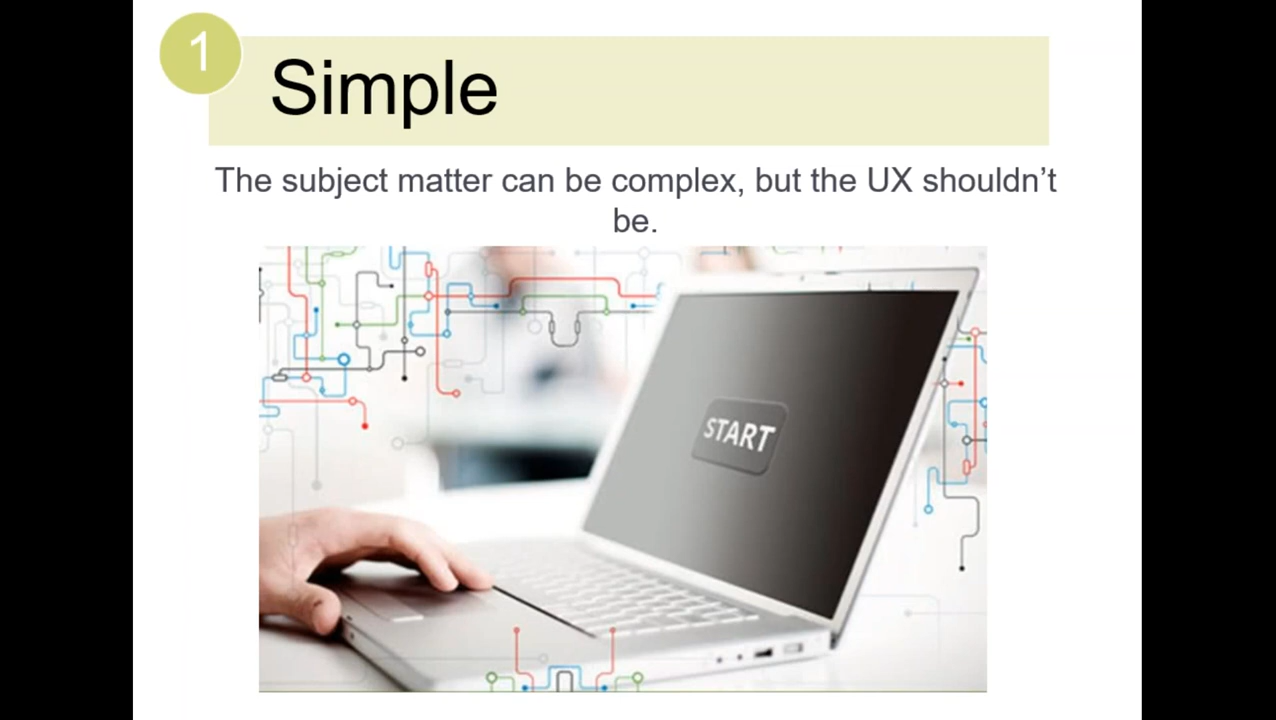 1
Simple
The subject matter can be complex, but the UX shouldn’t
be.
START